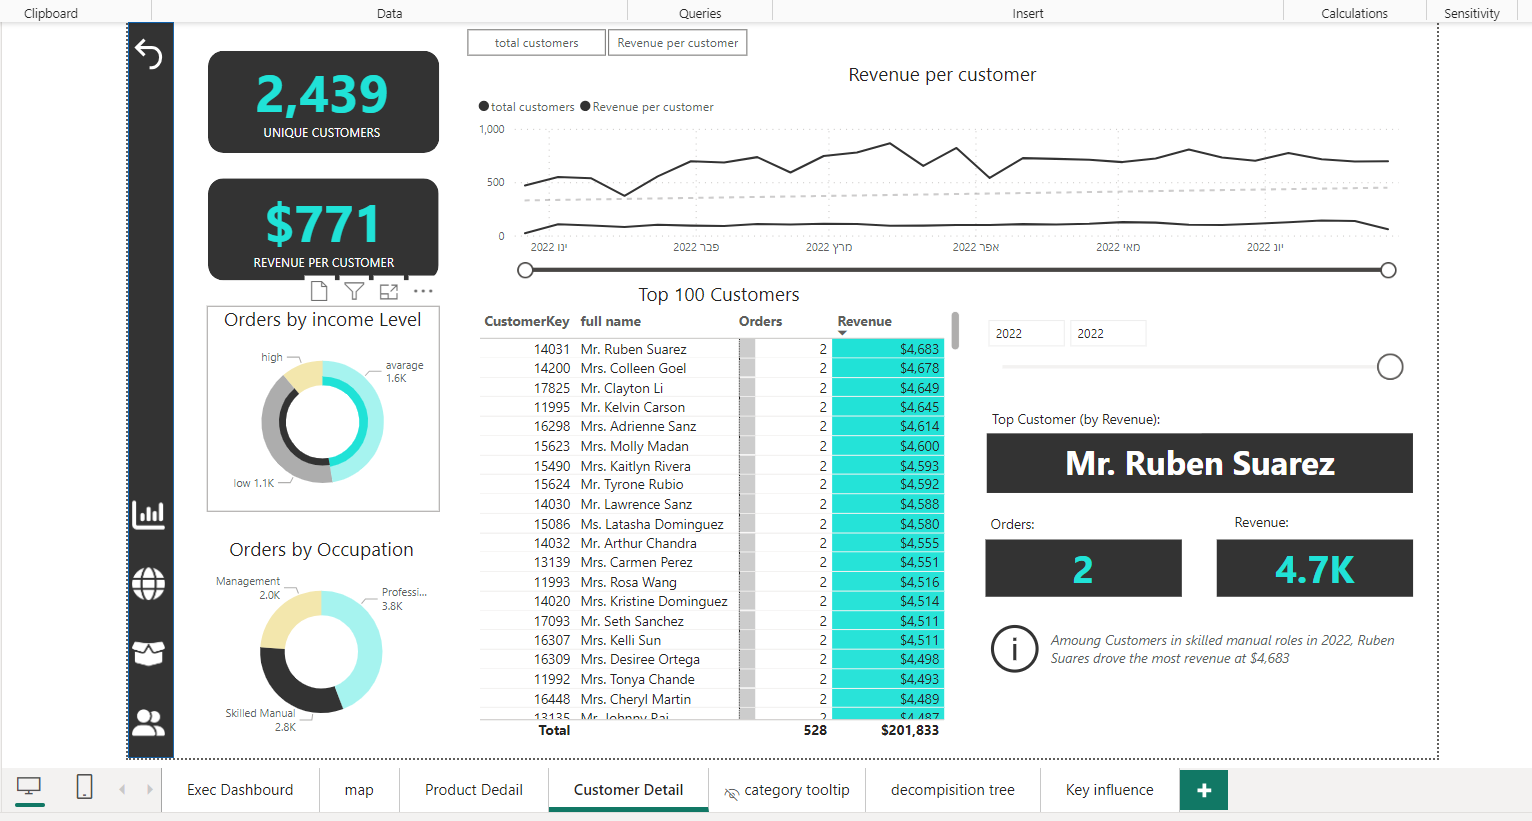 Clipboard
Data
Queries
Insert
Calculations
Sensitivity
2,439
UNIQUE CUSTOMERS
$771
REVENUE PER CUSTOMER
total customers
Revenue per customer
Revenue per customer
total customers Revenue per customer
1,000
500
0
ינו 2022
פבר 2022
מרץ 2022
אפר 2022
מאי 2022
יונ 2022
Orders by income Level
high
avarage
1.6K
low 1.1K
Orders by Occupation
Management
2.0K
Professi...
3.8K
Skilled Manual
2.8K
Top 100 Customers
CustomerKey full name Orders Revenue
14031 Mr. Ruben Suarez 2 $4,683
14200 Mrs. Colleen Goel 2 $4,678
17825 Mr. Clayton Li 2 $4,649
11995 Mr. Kelvin Carson 2 $4,645
16298 Mrs. Adrienne Sanz 2 $4,614
15623 Mrs. Molly Madan 2 $4,600
15490 Mrs. Kaitlyn Rivera 2 $4,593
15624 Mr. Tyrone Rubio 2 $4,592
14030 Mr. Lawrence Sanz 2 $4,588
15086 Ms. Latasha Dominguez 2 $4,580
14032 Mr. Arthur Chandra 2 $4,555
13139 Mrs. Carmen Perez 2 $4,551
11993 Mrs. Rosa Wang 2 $4,516
14020 Mrs. Kristine Dominguez 2 $4,514
17093 Mr. Seth Sanchez 2 $4,511
16307 Mrs. Kelli Sun 2 $4,511
16309 Mrs. Desiree Ortega 2 $4,498
11992 Mrs. Tonya Chande 2 $4,493
16448 Mrs. Cheryl Martin 2 $4,489
13135 Mr. Johnny Rai 2 $4,487
Total 528 $201,833
2022
2022
Top Customer (by Revenue):
Mr. Ruben Suarez
Orders:
Revenue:
2
4.7K
Amoung Customers in skilled manual roles in 2022, Ruben
Suares drove the most revenue at $4,683
Exec Dashboard
map
Product Dedail
Customer Detail
category tooltip
decompisition tree
Key influence